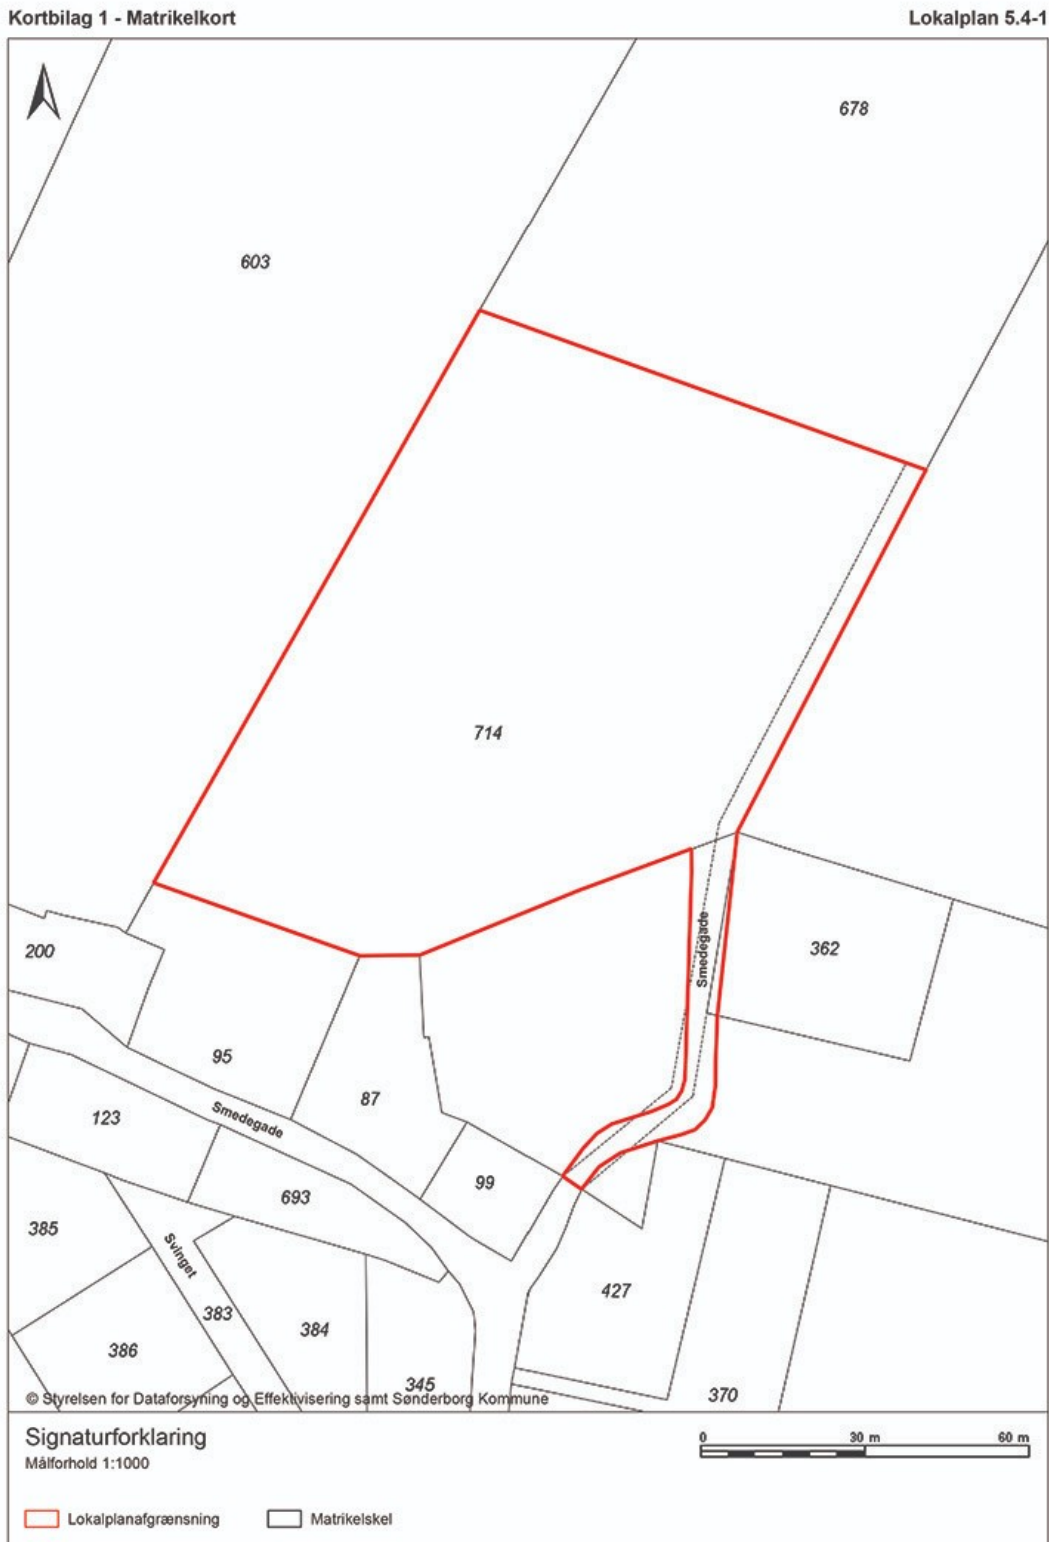 Kortbilag 1 - Matrikelkort
Lokalplan 5.4-1
678
603
714
Smedegade
362
200
95
87
123
Smedegade
99
693
385
Svinget
427
383
384
386
345
370
© Styrelsen for Dataforsyning og Effektivisering samt Sønderborg Kommune
Signaturforklaring
Målforhold 1:1000
0 30 m 60 m
Lokalplanafgrænsning
Matrikelskel